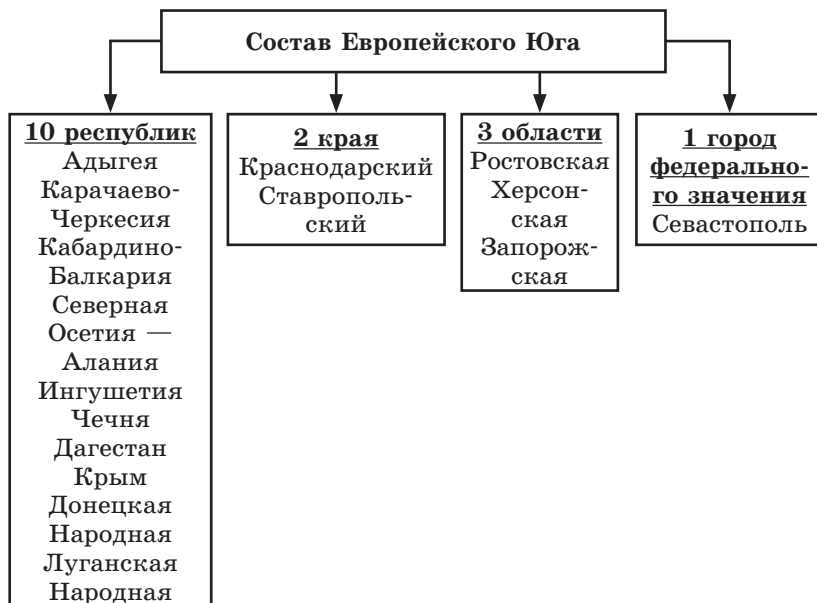 Состав Европейского Юга
10 республик
Адыгея
Карачаево-
Черкесия
Кабардино-
Балкария
Северная
Осетия —
Алания
Ингушетия
Чечня
Дагестан
Крым
Донецкая
Народная
Луганская
Народная
2 края
Краснодарский
Ставрополь-
ский
3 области
Ростовская
Херсон-
ская
Запорож-
ская
1 город
федерально-
го значения
Севастополь